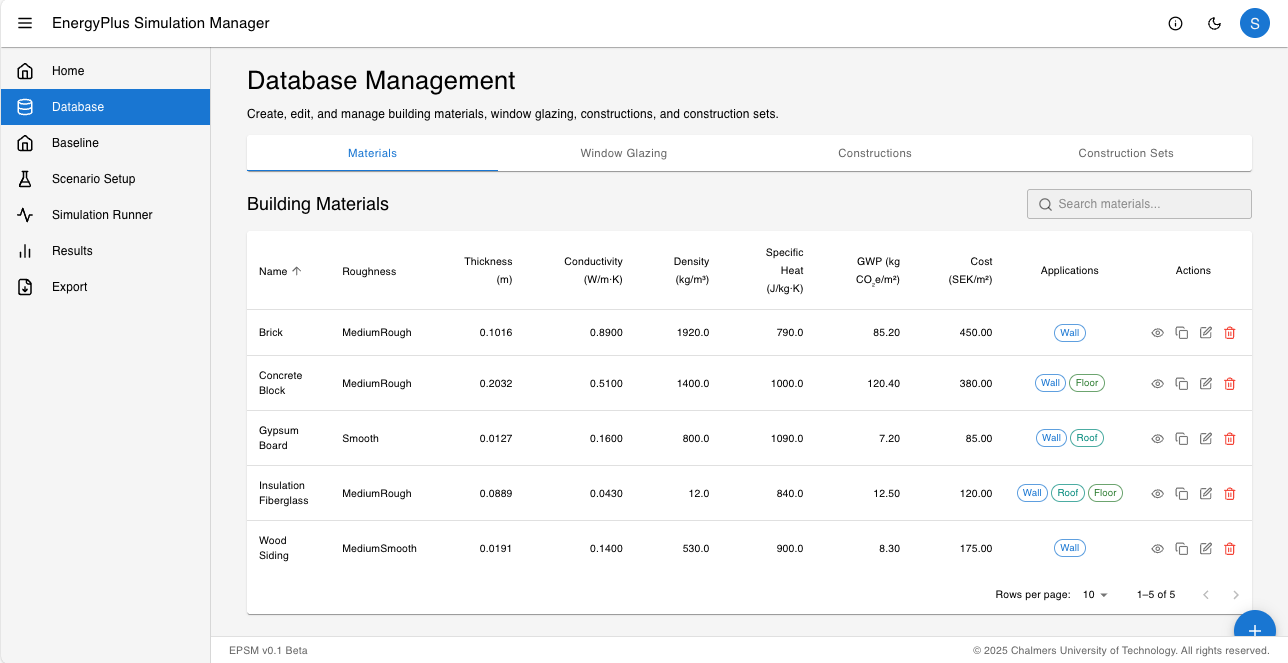 EnergyPlus Simulation Manager
S
Home
Database
Baseline
Scenario Setup
Simulation Runner
Results
Export
Database Management
Create, edit, and manage building materials, window glazing, constructions, and construction sets.
Materials Window Glazing Constructions Construction Sets
Building Materials
Search materials...
Name Roughness Thickness (m) Conductivity (W/m·K) Density (kg/m³) Specific Heat (J/kg·K) GWP (kg CO₂e/m²) Cost (SEK/m²) Applications Actions
Brick MediumRough 0.1016 0.8900 1920.0 790.0 85.20 450.00 Wall
Concrete Block MediumRough 0.2032 0.5100 1400.0 1000.0 120.40 380.00 Wall Floor
Gypsum Board Smooth 0.0127 0.1600 800.0 1090.0 7.20 85.00 Wall Roof
Insulation Fiberglass MediumRough 0.0889 0.0430 12.0 840.0 12.50 120.00 Wall Roof Floor
Wood Siding MediumSmooth 0.0191 0.1400 530.0 900.0 8.30 175.00 Wall
Rows per page: 10 1–5 of 5
EPSM v0.1 Beta
© 2025 Chalmers University of Technology. All rights reserved.